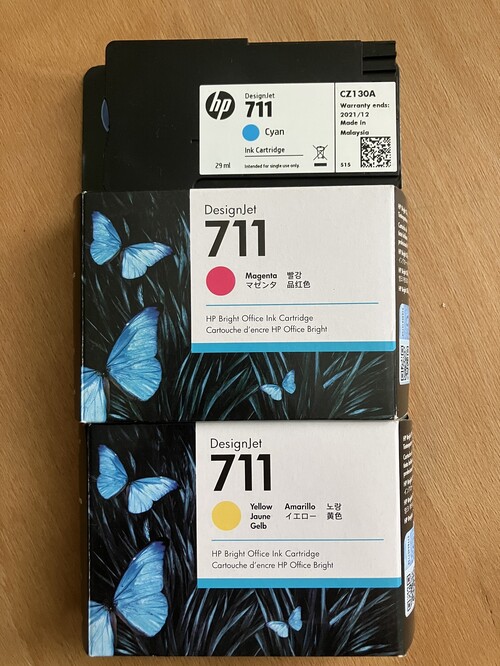 hp
DesignJet
711
Cyan
Ink Cartridge
29 ml
Intended for single use only
CZ130A
Warranty ends:
2021/12
Made in
Malaysia
515
DesignJet
711
Magenta 빨강
マゼンタ 品红色
HP Bright Office Ink Cartridge
Cartouche d'encre HP Office Bright
DesignJet
711
Yellow Amarillo 노랑
Jaune イエロー 黄色
Gelb
HP Bright Office Ink Cartridge
Cartouche d'encre HP Office Bright